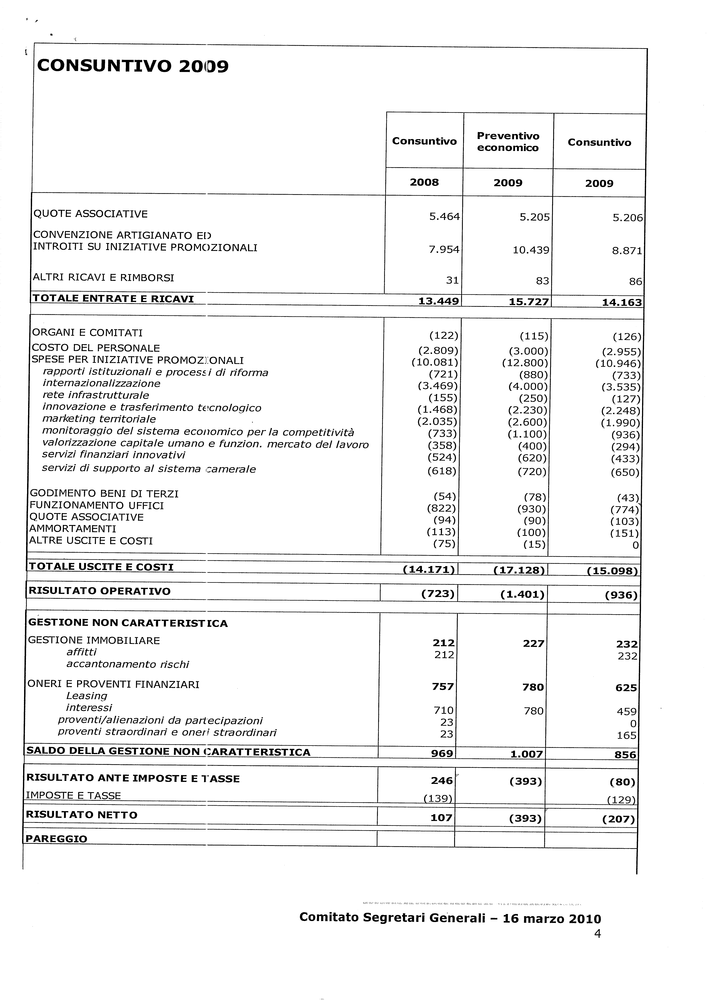 CONSUNTIVO 2009
Consuntivo Preventivo economico Consuntivo
2008 2009 2009
QUOTE ASSOCIATIVE 5.464 5.205 5.206
CONVENZIONE ARTIGIANATO ED
INTROITI SU INIZIATIVE PROMOZIONALI 7.954 10.439 8.871
ALTRI RICAVI E RIMBORSI 31 83 86
TOTALE ENTRATE E RICAVI 13.449 15.727 14.163
ORGANI E COMITATI (122) (115) (126)
COSTO DEL PERSONALE (2.809) (3.000) (2.955)
SPESE PER INIZIATIVE PROMOZIONALI (10.081) (12.800) (10.946)
rapporti istituzionali e processi di riforma (721) (880) (733)
internazionalizzazione (3.469) (4.000) (3.535)
rete infrastrutturale (155) (250) (127)
innovazione e trasferimento tecnologico (1.468) (2.230) (2.248)
marketing territoriale (2.035) (2.600) (1.990)
monitoraggio del sistema economico per la competitività (733) (1.100) (936)
valorizzazione capitale umano e funzion. mercato del lavoro (358) (400) (294)
servizi finanziari innovativi (524) (620) (433)
servizi di supporto al sistema camerale (618) (720) (650)
GODIMENTO BENI DI TERZI (54) (78) (43)
FUNZIONAMENTO UFFICI (822) (930) (774)
QUOTE ASSOCIATIVE (94) (90) (103)
AMMORTAMENTI (113) (100) (151)
ALTRE USCITE E COSTI (75) (15) 0
TOTALE USCITE E COSTI (14.171) (17.128) (15.098)
RISULTATO OPERATIVO (723) (1.401) (936)
GESTIONE NON CARATTERISTICA
GESTIONE IMMOBILIARE 212 227 232
affitti 212 232
accantonamento rischi
ONERI E PROVENTI FINANZIARI 757 780 625
Leasing
interessi 710 780 459
proventi/alienazioni da partecipazioni 23 0
proventi straordinari e oneri straordinari 23 165
SALDO DELLA GESTIONE NON CARATTERISTICA 969 1.007 856
RISULTATO ANTE IMPOSTE E TASSE 246 (393) (80)
IMPOSTE E TASSE (139) (129)
RISULTATO NETTO 107 (393) (207)
PAREGGIO
Comitato Segretari Generali – 16 marzo 2010
4